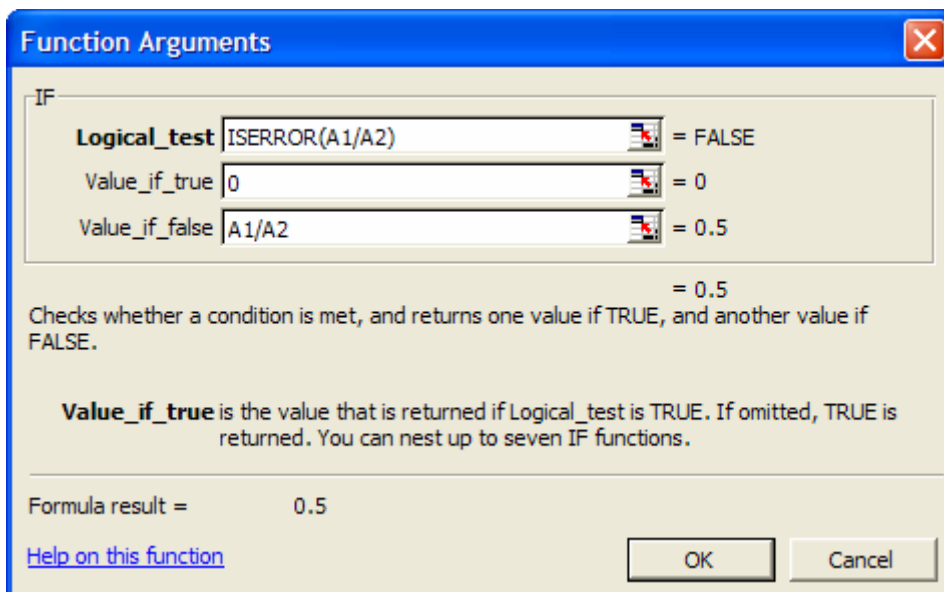 Function Arguments
IF
Logical_test ISERROR(A1/A2) = FALSE
Value_if_true 0 = 0
Value_if_false A1/A2 = 0.5
= 0.5
Checks whether a condition is met, and returns one value if TRUE, and another value if
FALSE.
Value_if_true is the value that is returned if Logical_test is TRUE. If omitted, TRUE is
returned. You can nest up to seven IF functions.
Formula result = 0.5
Help on this function OK Cancel